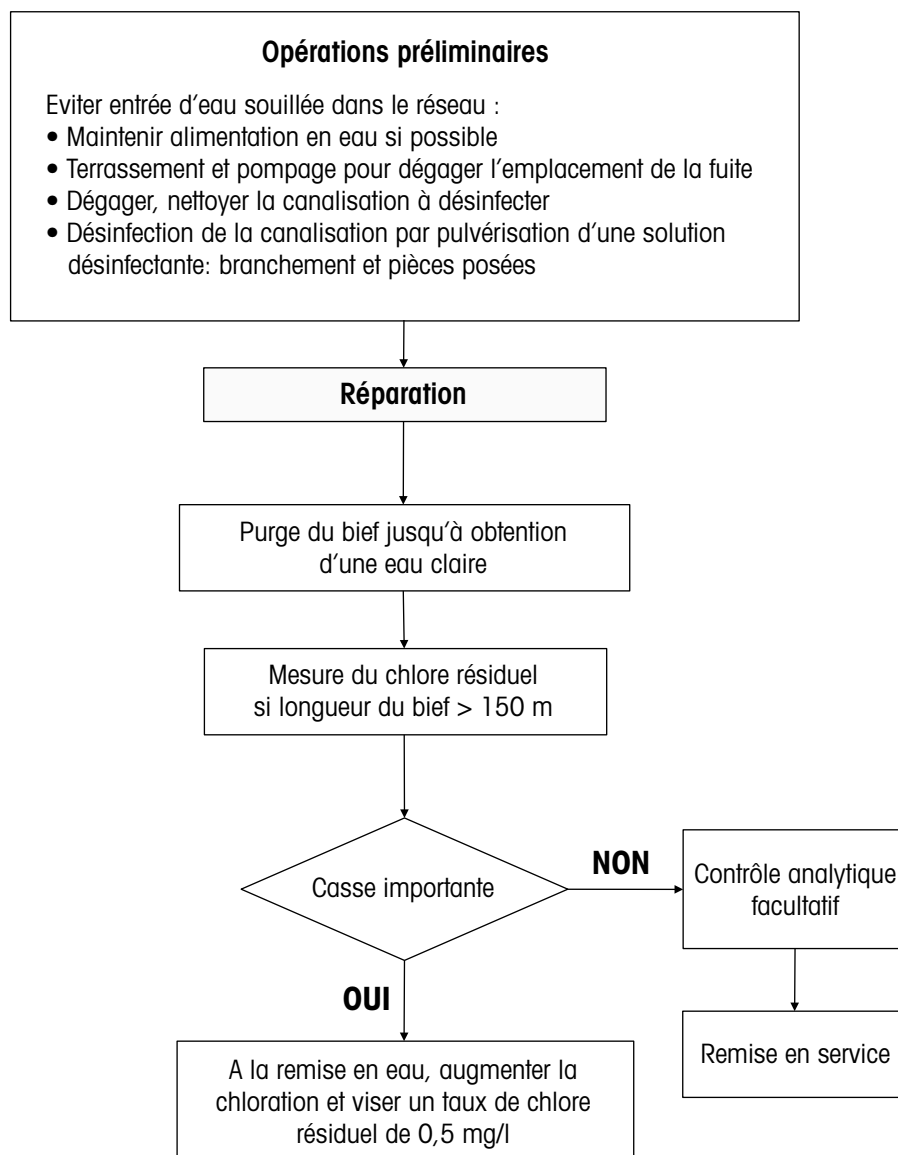 Opérations préliminaires
Eviter entrée d'eau souillée dans le réseau :
• Maintenir alimentation en eau si possible
• Terrassement et pompage pour dégager l'emplacement de la fuite
• Dégager, nettoyer la canalisation à désinfecter
• Désinfection de la canalisation par pulvérisation d'une solution
désinfectante: branchement et pièces posées
Réparation
Purge du bief jusqu'à obtention
d'une eau claire
Mesure du chlore résiduel
si longueur du bief > 150 m
Casse importante
NON
Contrôle analytique
facultatif
Remise en service
OUI
A la remise en eau, augmenter la
chloration et viser un taux de chlore
résiduel de 0,5 mg/l